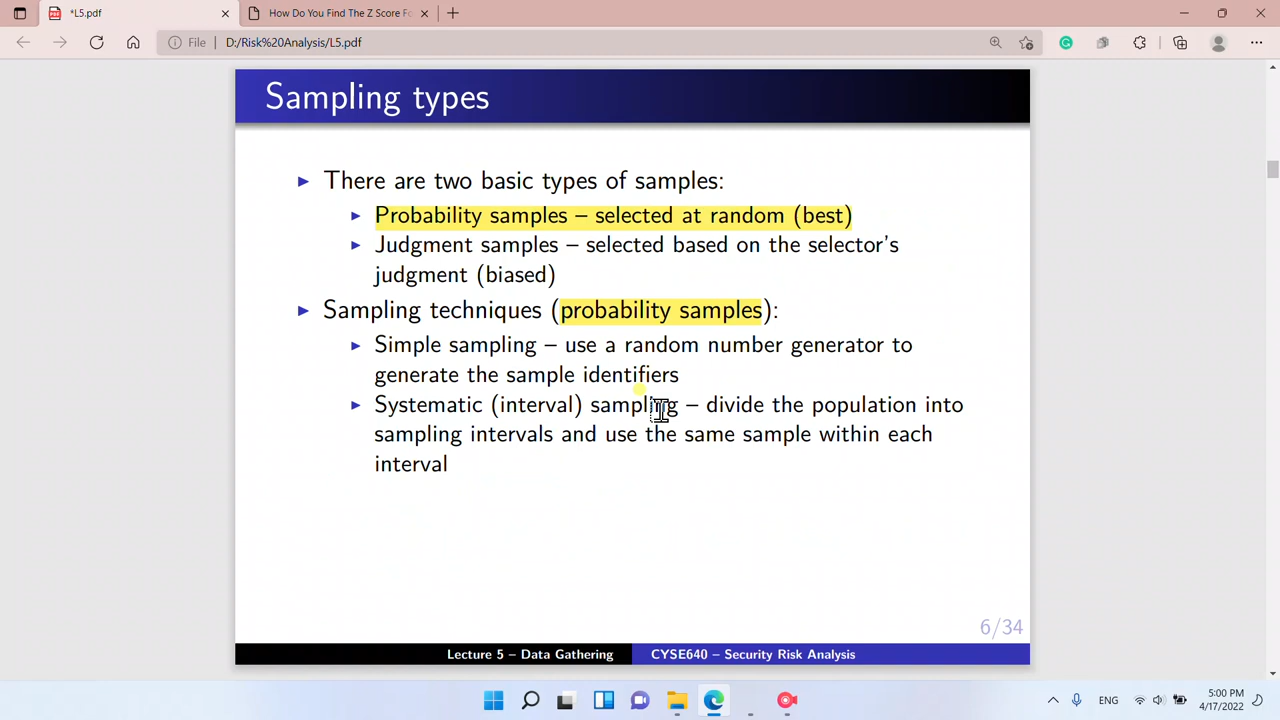 *L5.pdf
How Do You Find The Z Score Fo
File
D:/Risk%20Analysis/L5.pdf
Sampling types
There are two basic types of samples:
Probability samples – selected at random (best)
Judgment samples – selected based on the selector's
judgment (biased)
Sampling techniques (probability samples):
Simple sampling – use a random number generator to
generate the sample identifiers
Systematic (interval) sampling – divide the population into
sampling intervals and use the same sample within each
interval
6/34
Lecture 5 – Data Gathering
CYSE640 – Security Risk Analysis
ENG
5:00 PM
4/17/2022